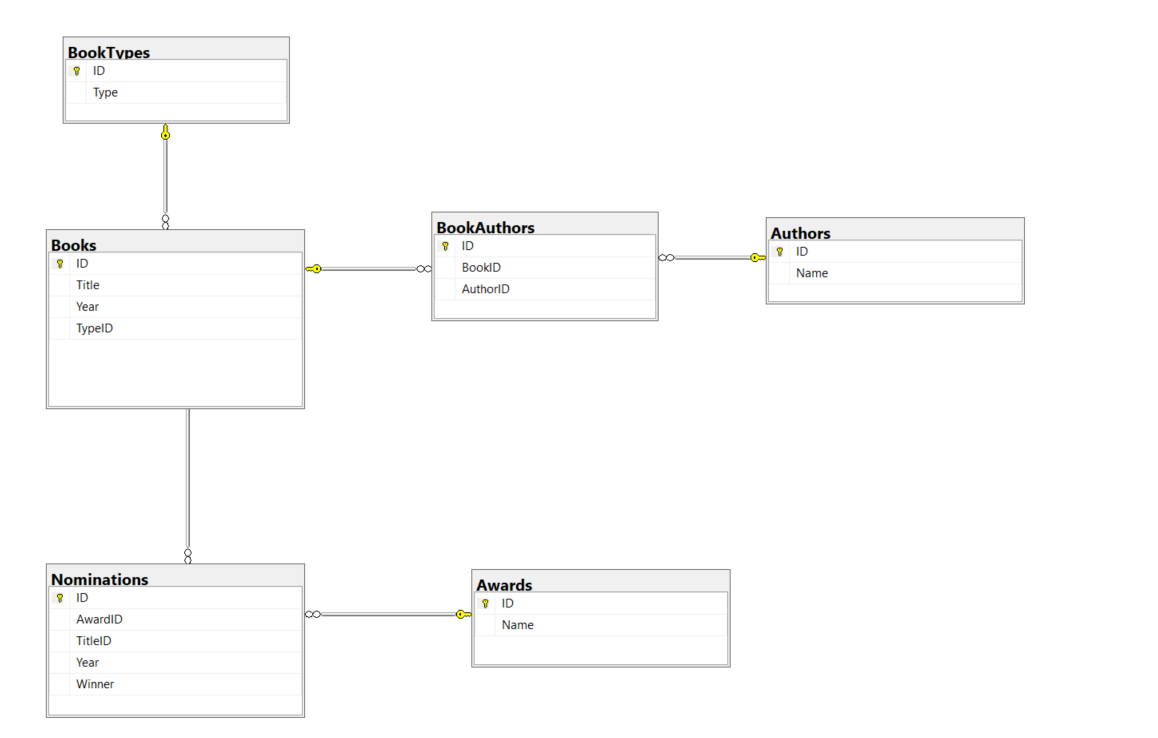 BookTypes
ID
Type
Books
ID
Title
Year
TypeID
BookAuthors
ID
BookID
AuthorID
Authors
ID
Name
Nominations
ID
AwardID
TitleID
Year
Winner
Awards
ID
Name